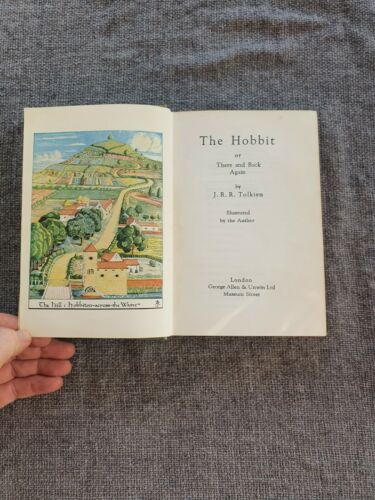 The Hill : Hobbiton-across-the Water
The Hobbit
or
There and Back
Again
by
J. R. R. Tolkien
Illustrated
by the Author
London
George Allen & Unwin Ltd
Museum Street